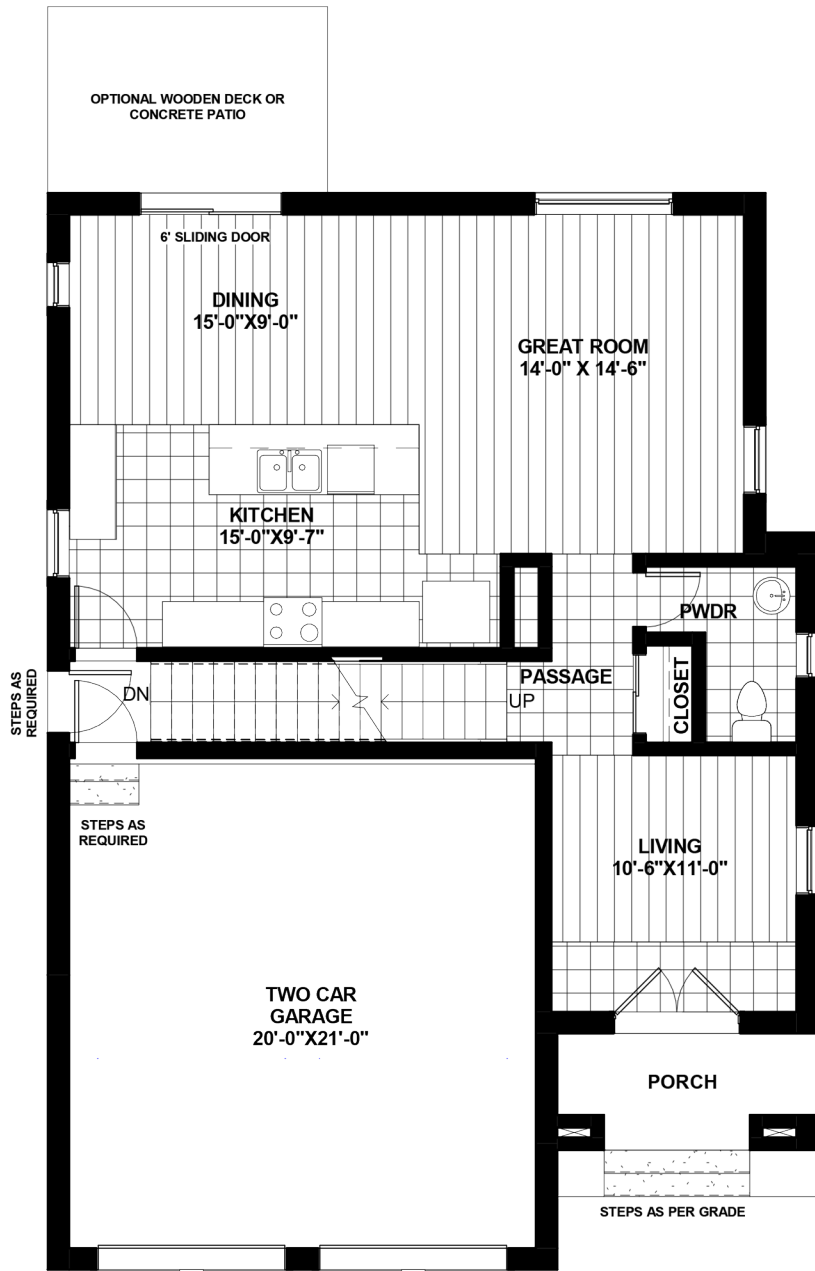 OPTIONAL WOODEN DECK OR
CONCRETE PATIO
6' SLIDING DOOR
DINING
15'-0"X9'-0"
GREAT ROOM
14'-0" X 14'-6"
KITCHEN
15'-0"X9'-7"
PWDR
STEPS AS
REQUIRED
DN
UP
PASSAGE
CLOSET
STEPS AS
REQUIRED
LIVING
10'-6"X11'-0"
TWO CAR
GARAGE
20'-0"X21'-0"
PORCH
STEPS AS PER GRADE